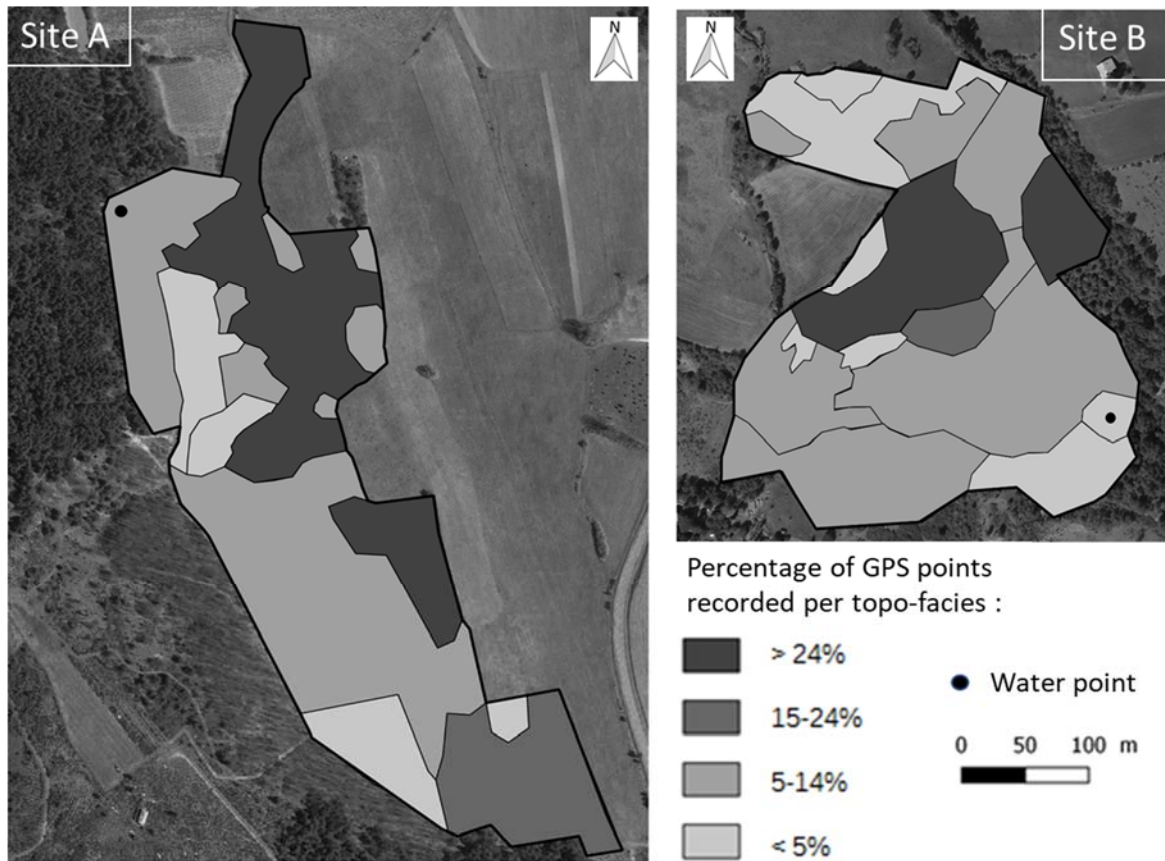 Site A
N
N
Site B
Percentage of GPS points
recorded per topo-facies :
> 24%
15-24%
5-14%
< 5%
Water point
0 50 100 m